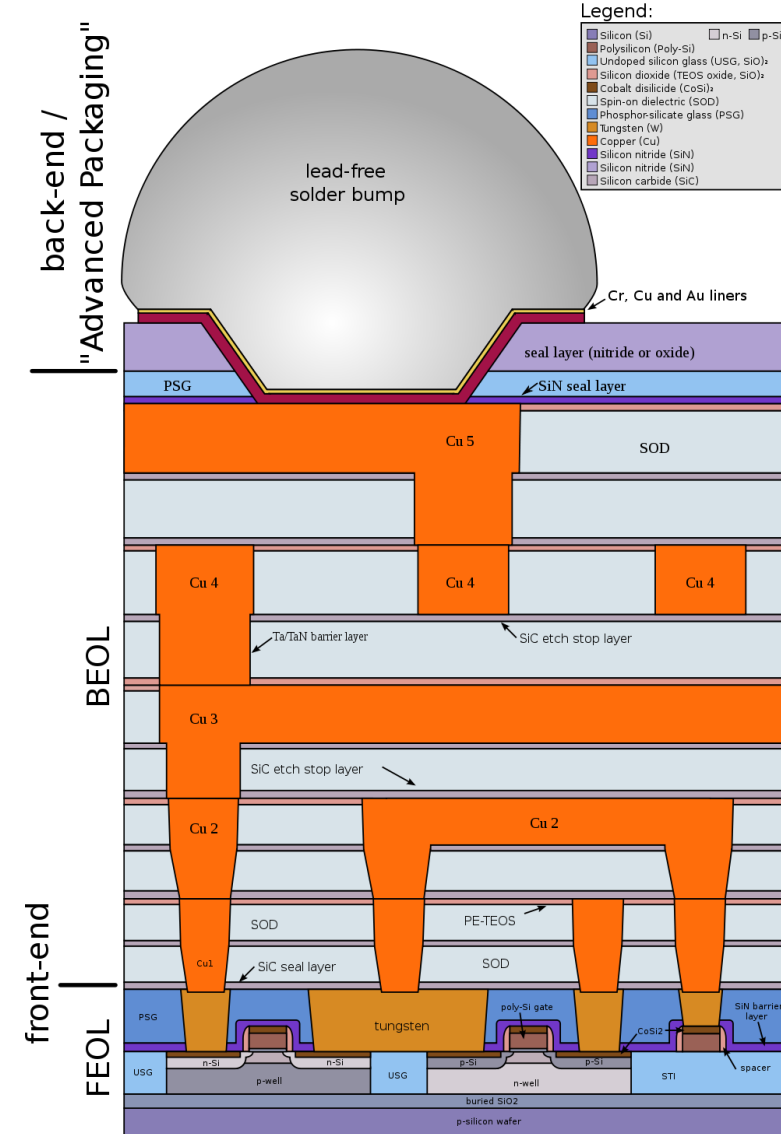 Legend:
Silicon (Si)
n-Si
p-Si
Polysilicon (Poly-Si)
Undoped silicon glass (USG, SiO)₂
Silicon dioxide (TEOS oxide, SiO)₂
Cobalt disilicide (CoSi)₂
Spin-on dielectric (SOD)
Phosphor-silicate glass (PSG)
Tungsten (W)
Copper (Cu)
Silicon nitride (SiN)
Silicon nitride (SiN)
Silicon carbide (SiC)
back-end /
"Advanced Packaging"
lead-free
solder bump
Cr, Cu and Au liners
seal layer (nitride or oxide)
PSG
SiN seal layer
Cu 5
SOD
BEOL
Cu 4
Cu 4
Cu 4
Ta/TaN barrier layer
SiC etch stop layer
Cu 3
SiC etch stop layer
Cu 2
Cu 2
front-end
SOD
PE-TEOS
Cu1
SiC seal layer
SOD
FEOL
PSG
tungsten
poly-Si gate
CoSi2
SiN barrier
layer
USG
n-Si
n-Si
p-well
USG
p-Si
p-Si
n-well
STI
spacer
buried SiO2
p-silicon wafer